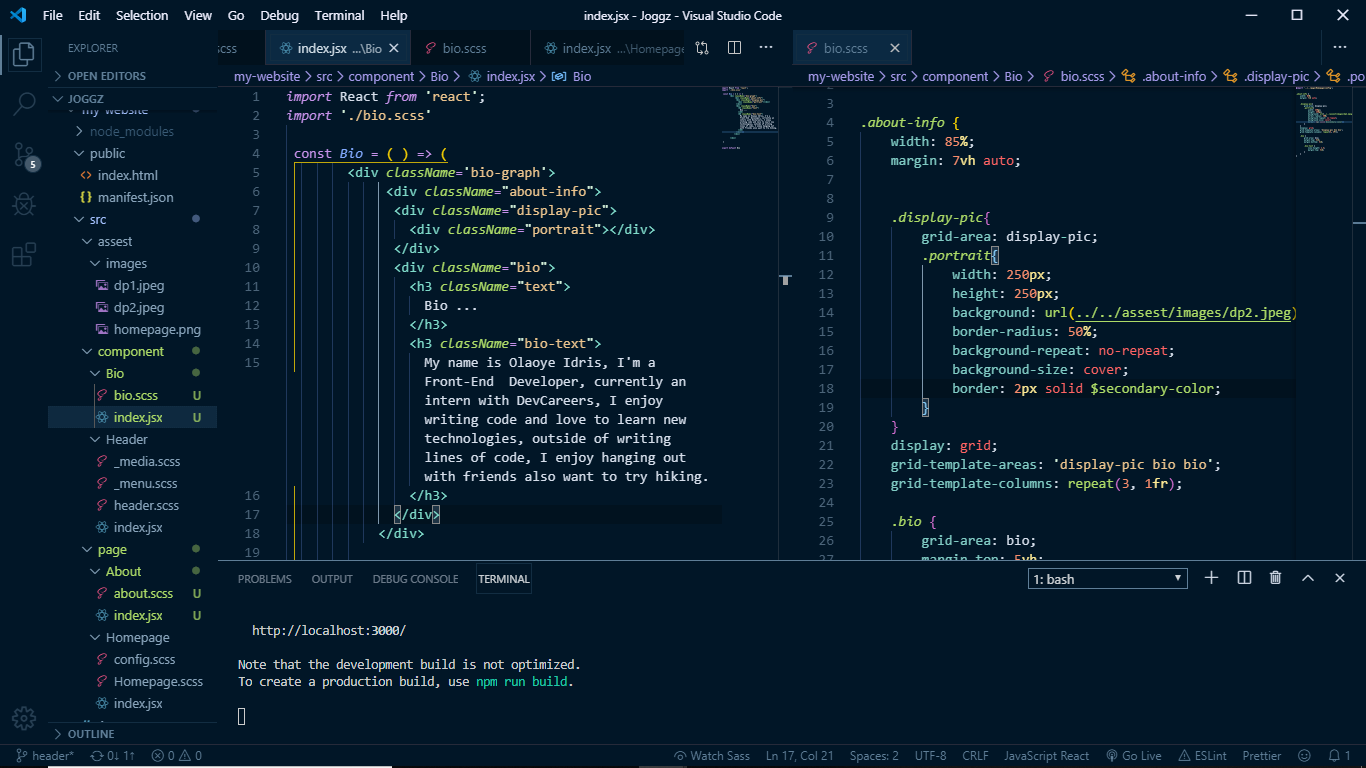 File Edit Selection View Go Debug Terminal Help
index.jsx - Joggz - Visual Studio Code
EXPLORER
OPEN EDITORS
JOGGZ
my-website
node_modules
public
index.html
manifest.json
src
assest
images
dp1.jpeg
dp2.jpeg
homepage.png
component
Bio
bio.scss U
index.jsx U
Header
_media.scss
_menu.scss
header.scss
index.jsx
page
About
about.scss U
index.jsx U
Homepage
config.scss
Homepage.scss
index.jsx
OUTLINE
5
scss
index.jsx ...\Bio
bio.scss
index.jsx ...\Homepage
my-website > src > component > Bio > index.jsx > Bio
1 import React from 'react';
2 import './bio.scss'
3
4 const Bio = ( ) => (
5 <div className='bio-graph'>
6 <div className="about-info">
7 <div className="display-pic">
8 <div className="portrait"></div>
9 </div>
10 <div className="bio">
11 <h3 className="text">
12 Bio ...
13 </h3>
14 <h3 className="bio-text">
15 My name is Olaoye Idris, I'm a
Front-End  Developer, currently an
intern with DevCareers, I enjoy
writing code and love to learn new
technologies, outside of writing
lines of code, I enjoy hanging out
with friends also want to try hiking.
16 </h3>
17 </div>
18 </div>
19
bio.scss
my-website > src > component > Bio > bio.scss > .about-info > .display-pic > .po
3
4 .about-info {
5 width: 85%;
6 margin: 7vh auto;
7
8
9 .display-pic{
10 grid-area: display-pic;
11 .portrait{
12 width: 250px;
13 height: 250px;
14 background: url(../../assest/images/dp2.jpeg)
15 border-radius: 50%;
16 background-repeat: no-repeat;
17 background-size: cover;
18 border: 2px solid $secondary-color;
19 }
20 }
21 display: grid;
22 grid-template-areas: 'display-pic bio bio';
23 grid-template-columns: repeat(3, 1fr);
24
25 .bio {
26 grid-area: bio;
27 margin-top: 5vh;
PROBLEMS OUTPUT DEBUG CONSOLE TERMINAL
1: bash
http://localhost:3000/
Note that the development build is not optimized.
To create a production build, use npm run build.
header* 0↓ 1↑ 0 0
Watch Sass Ln 17, Col 21 Spaces: 2 UTF-8 CRLF JavaScript React Go Live ESLint Prettier 1